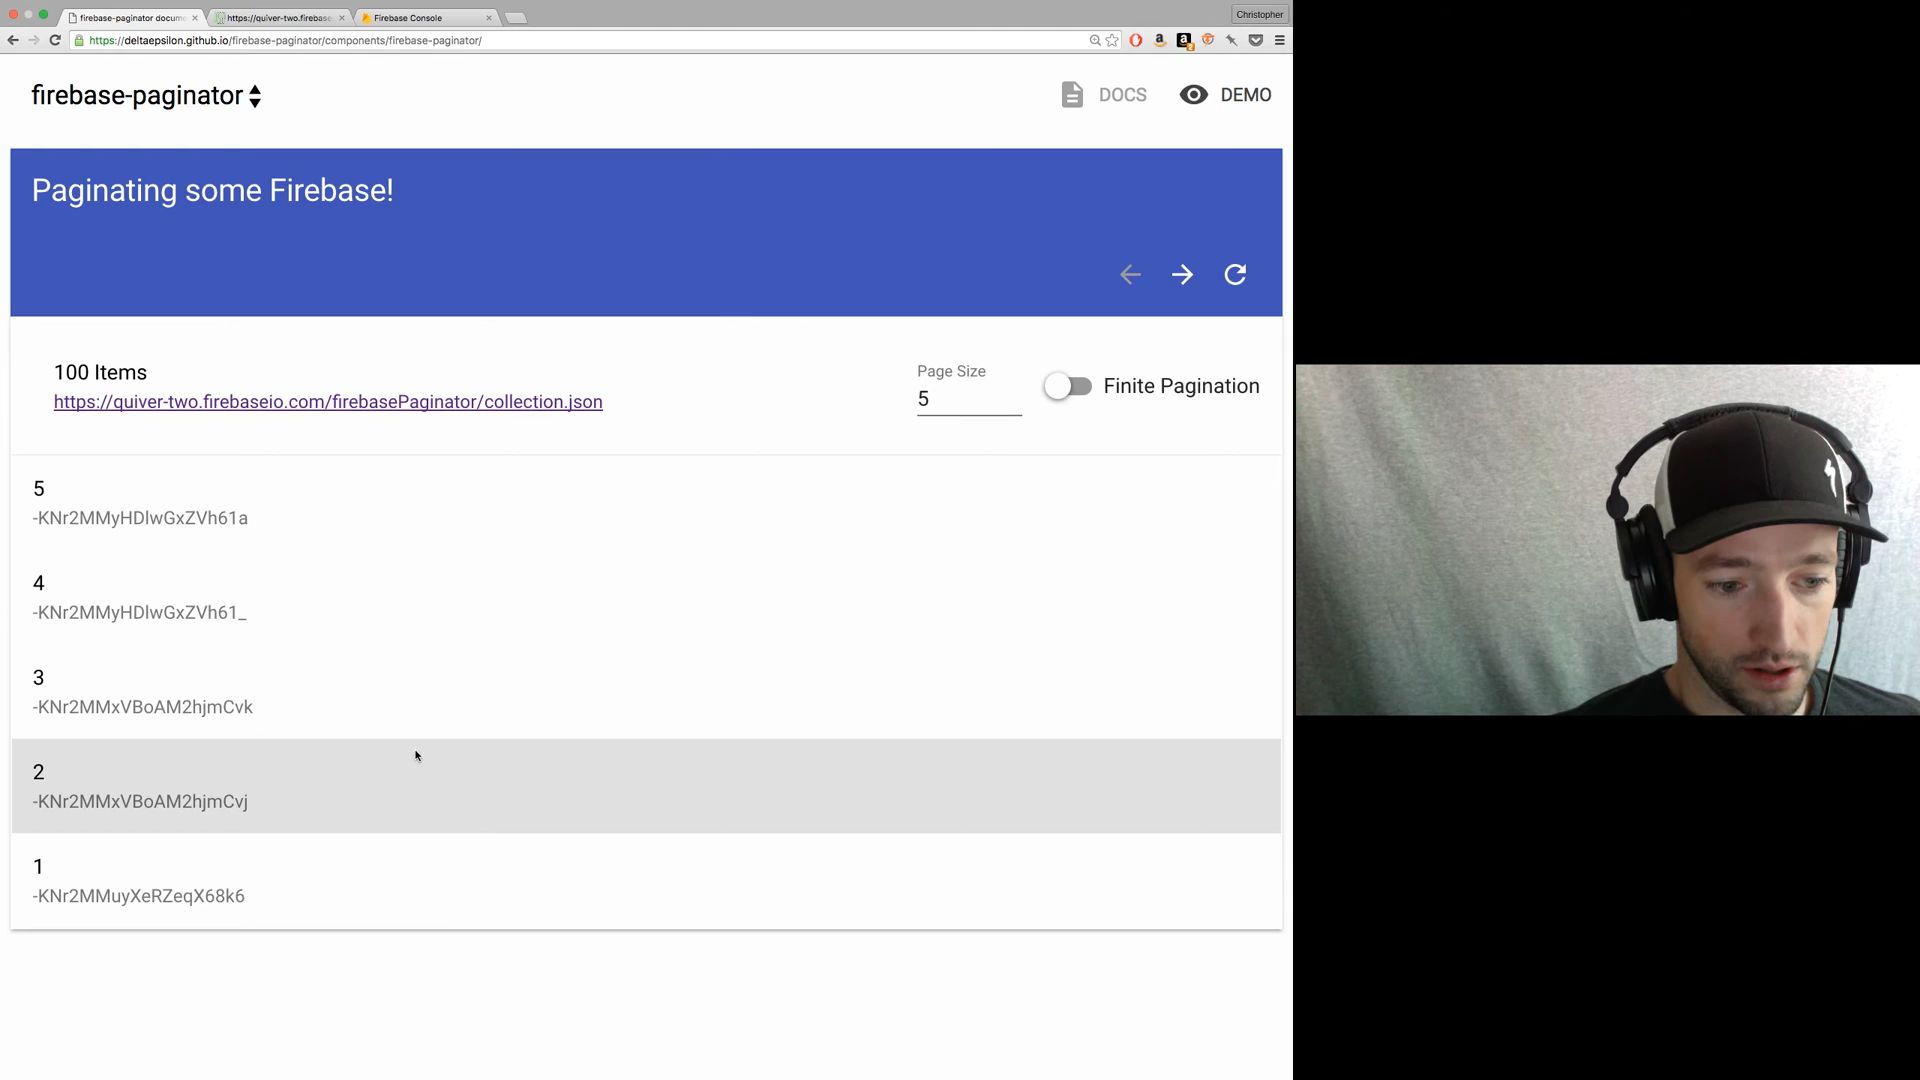 firebase-paginator docume
https://quiver-two.firebase
Firebase Console
Christopher
https://deltaepsilon.github.io/firebase-paginator/components/firebase-paginator/
firebase-paginator
DOCS
DEMO
Paginating some Firebase!
100 Items
https://quiver-two.firebaseio.com/firebasePaginator/collection.json
Page Size
5
Finite Pagination
5
-KNr2MMyHDlwGxZVh61a
4
-KNr2MMyHDlwGxZVh61_
3
-KNr2MMxVBoAM2hjmCvk
2
-KNr2MMxVBoAM2hjmCvj
1
-KNr2MMuyXeRZeqX68k6